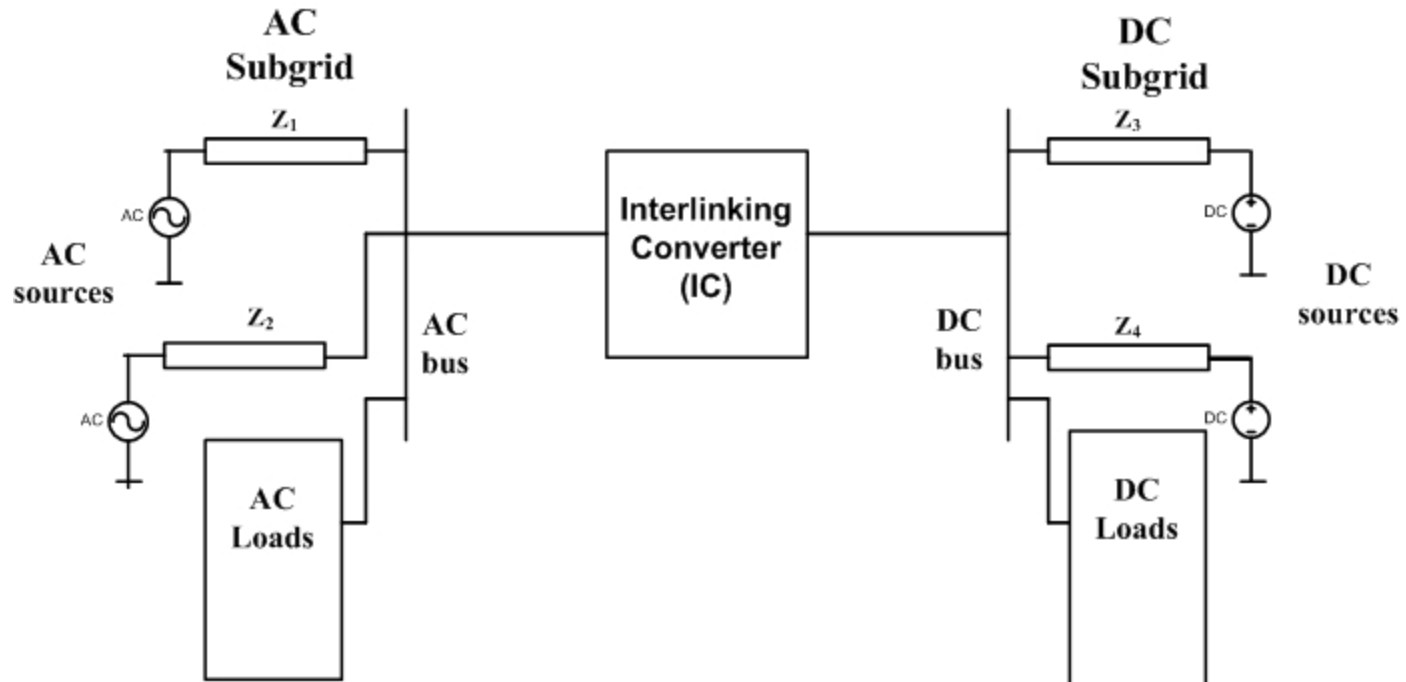 AC
Subgrid
DC
Subgrid
Z₁
Z₃
AC
DC
Interlinking
Converter
(IC)
AC
sources
DC
sources
Z₂
AC
bus
DC
bus
Z₄
AC
DC
AC
Loads
DC
Loads